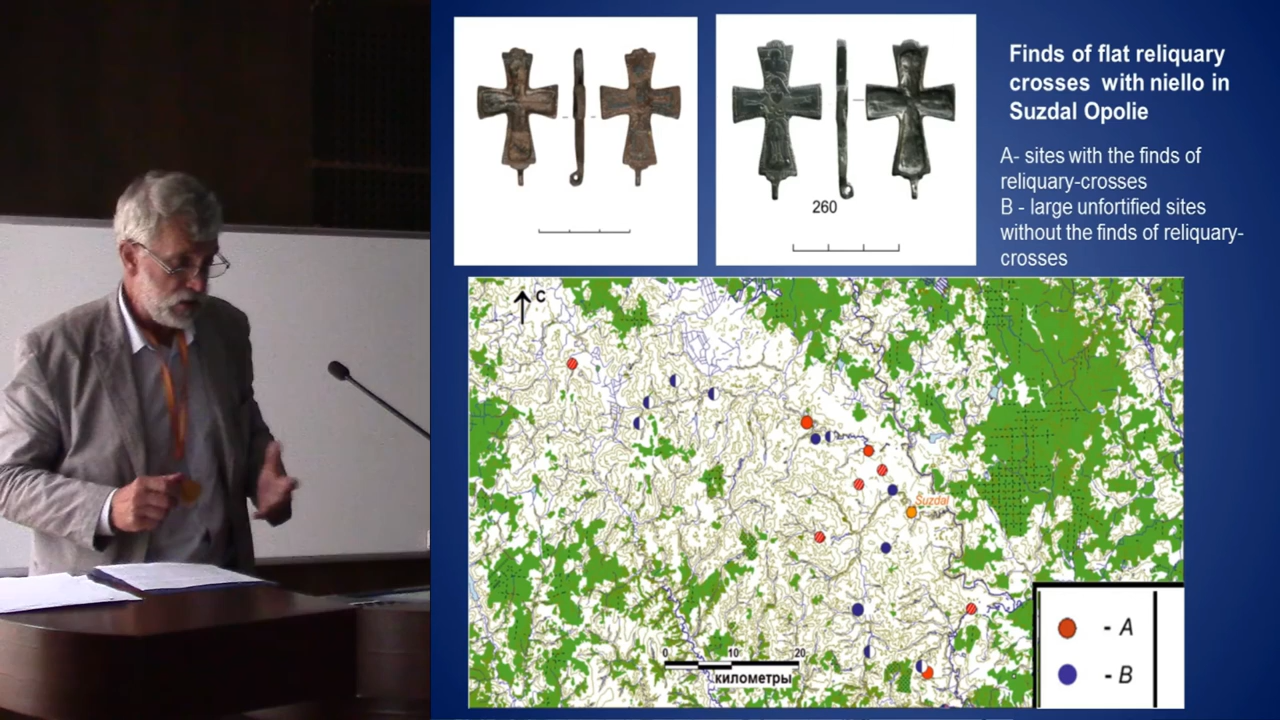 Finds of flat reliquary
crosses with niello in
Suzdal Opolie
A- sites with the finds of
reliquary-crosses
B - large unfortified sites
without the finds of reliquary-
crosses
260
С
Suzdal
0 10 20
километры
- A
- B